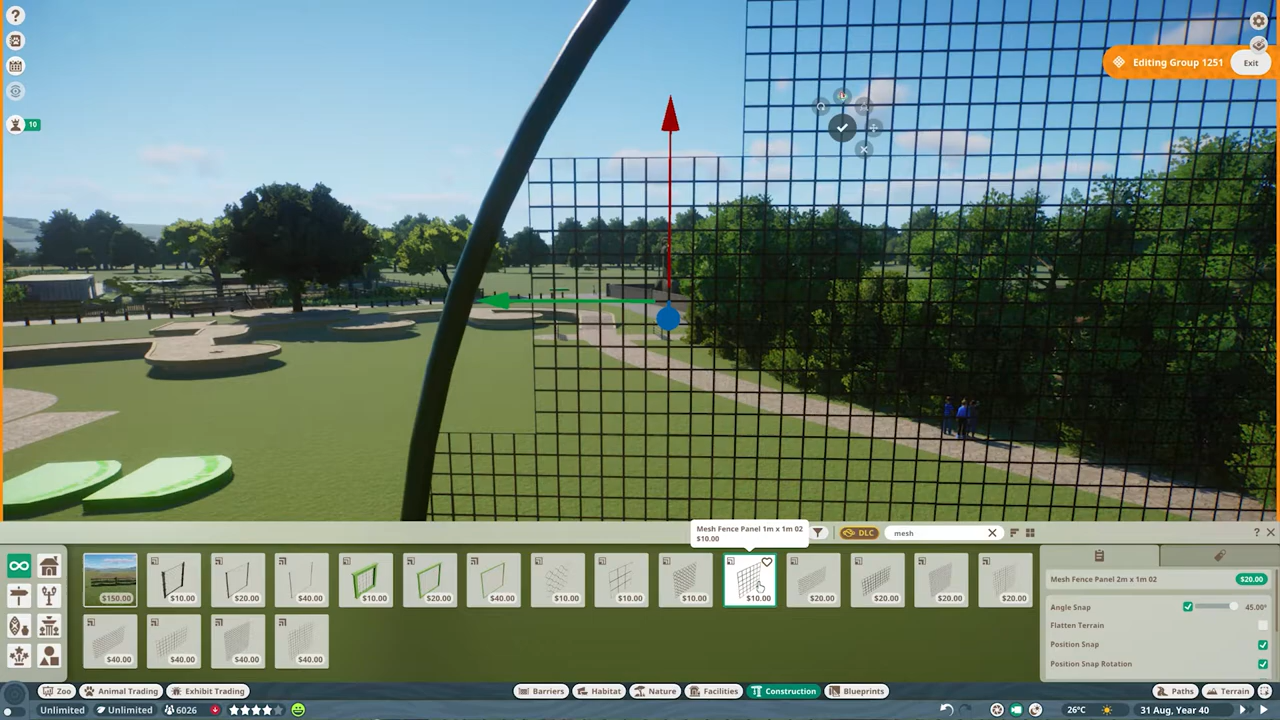 ?
Editing Group 1251
Exit
10
Mesh Fence Panel 1m x 1m 02
$10.00
DLC
mesh
?
$150.00
$10.00
$20.00
$40.00
$10.00
$20.00
$40.00
$10.00
$10.00
$10.00
$10.00
$20.00
$20.00
$20.00
$20.00
$40.00
$40.00
$40.00
$40.00
Mesh Fence Panel 2m x 1m 02
$20.00
Angle Snap
45.00°
Flatten Terrain
Position Snap
Position Snap Rotation
Zoo
Animal Trading
Exhibit Trading
Barriers
Habitat
Nature
Facilities
Construction
Blueprints
Paths
Terrain
Unlimited
Unlimited
6026
26°C
31 Aug, Year 40